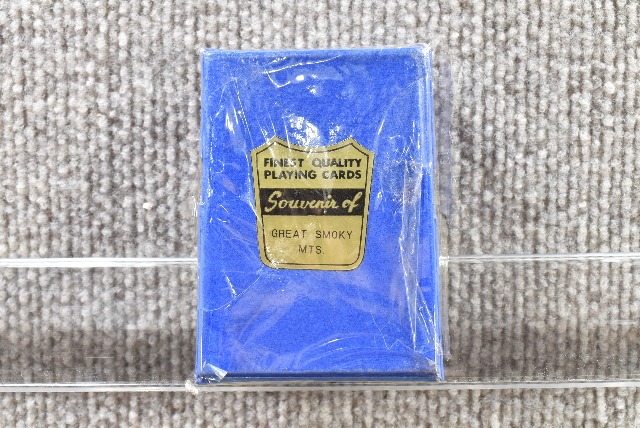 FINEST QUALITY
PLAYING CARDS
Souvenir of
GREAT SMOKY
MTS.